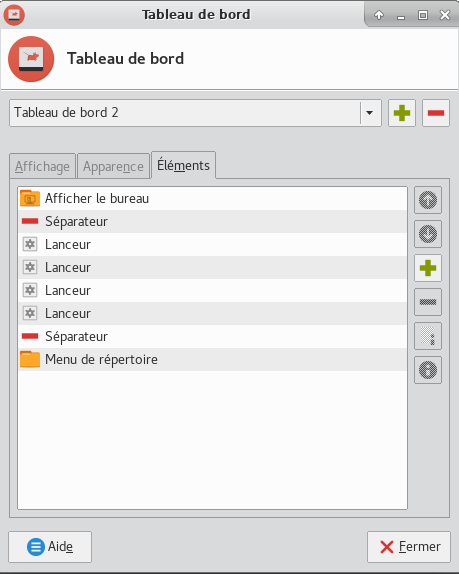 Tableau de bord
Tableau de bord
Tableau de bord 2
Affichage Apparence Éléments
Afficher le bureau
Séparateur
Lanceur
Lanceur
Lanceur
Lanceur
Séparateur
Menu de répertoire
Aide Fermer